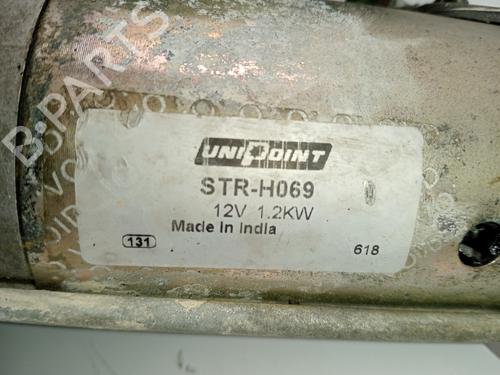 B-PARTS
UNIPOINT
STR-H069
12V 1.2KW
Made In India
131
618